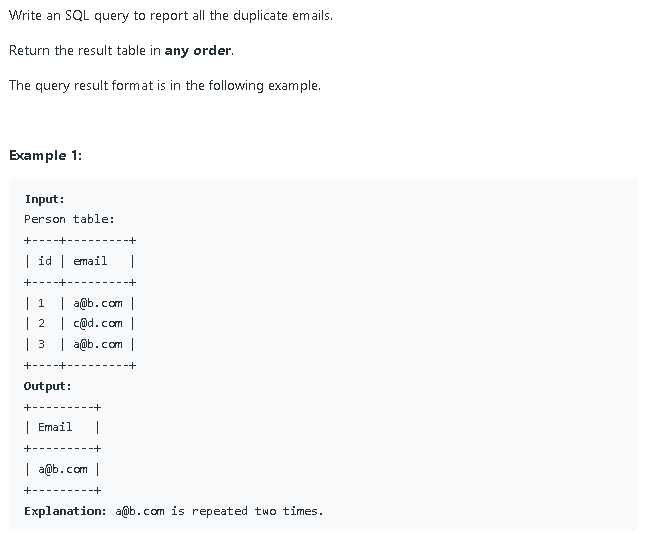 Write an SQL query to report all the duplicate emails.
Return the result table in any order.
The query result format is in the following example.
Example 1:
Input:
Person table:
+----+---------+
| id | email   |
+----+---------+
| 1  | a@b.com |
| 2  | c@d.com |
| 3  | a@b.com |
+----+---------+
Output:
+---------+
| Email   |
+---------+
| a@b.com |
+---------+
Explanation: a@b.com is repeated two times.